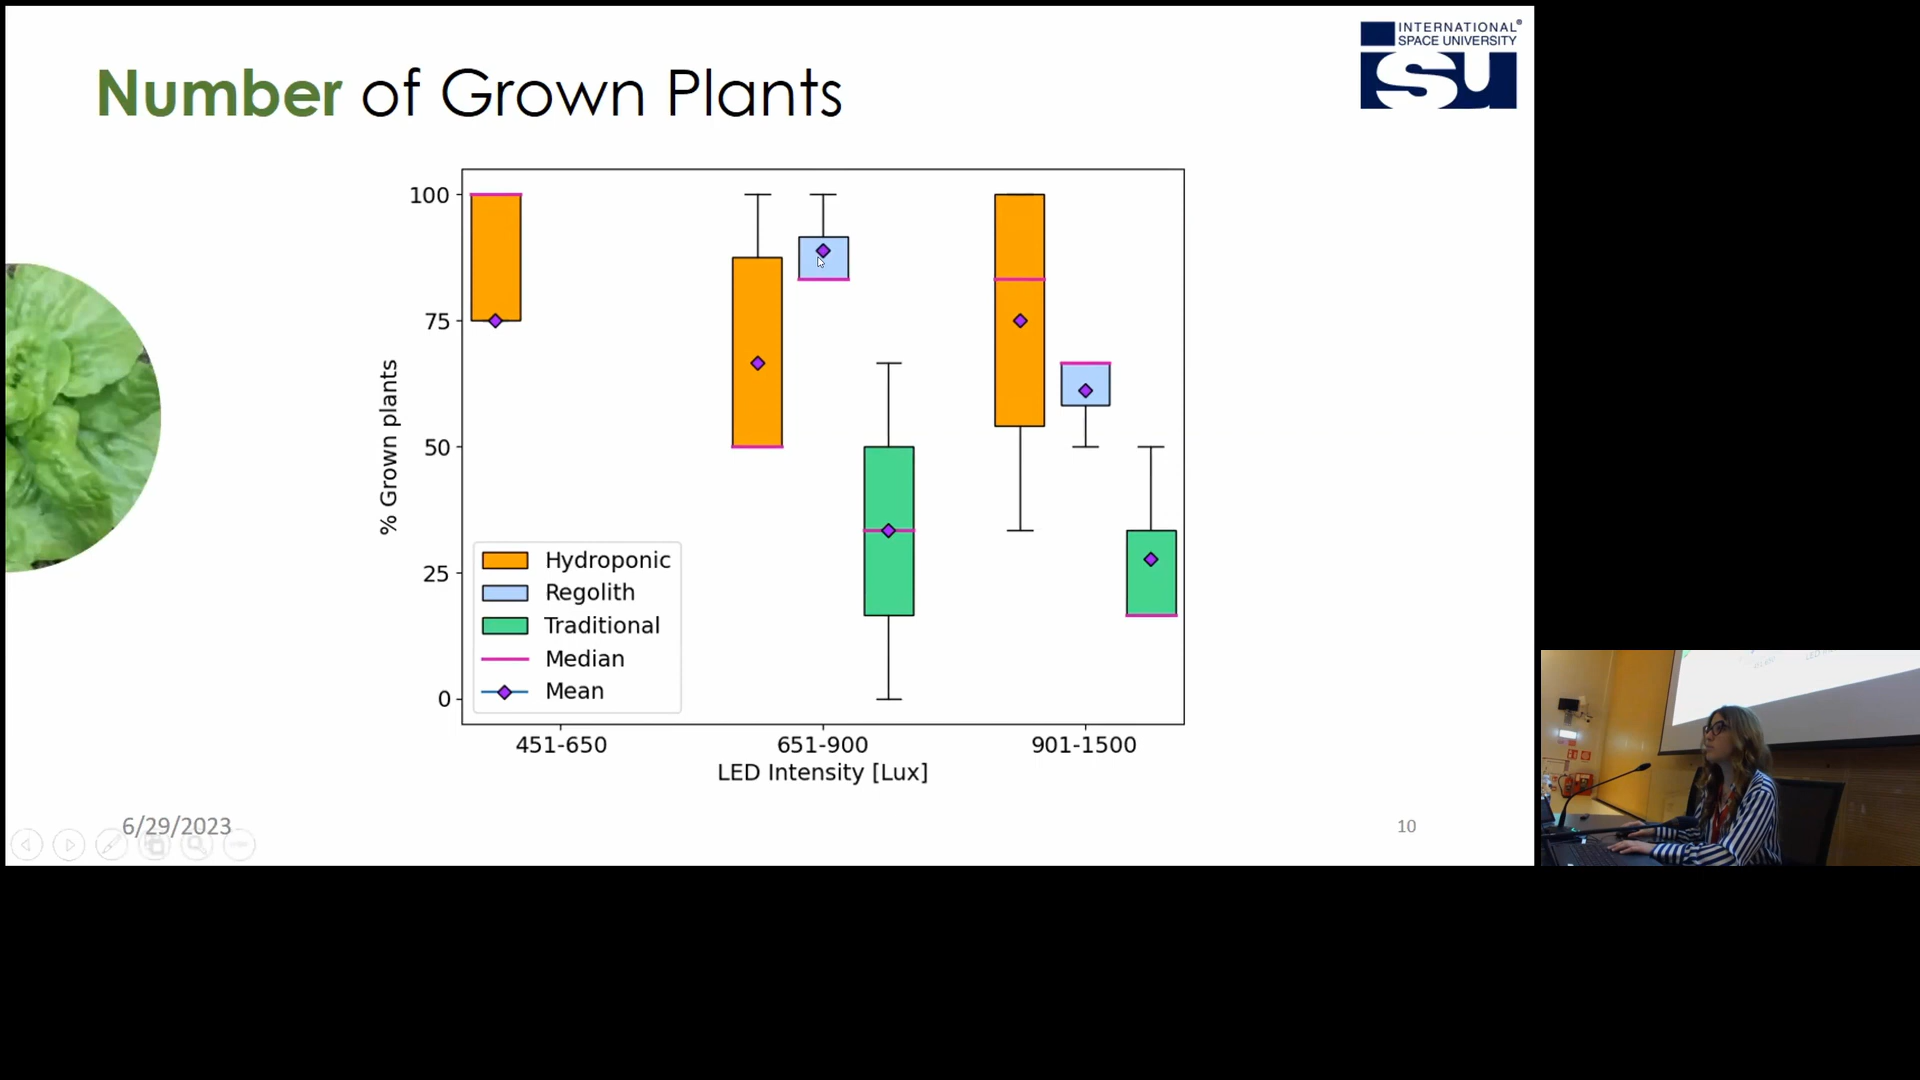 INTERNATIONAL®
SPACE UNIVERSITY
isu
Number of Grown Plants
100
75
50
25
0
% Grown plants
Hydroponic
Regolith
Traditional
Median
Mean
451-650
651-900
901-1500
LED Intensity [Lux]
6/29/2023
10